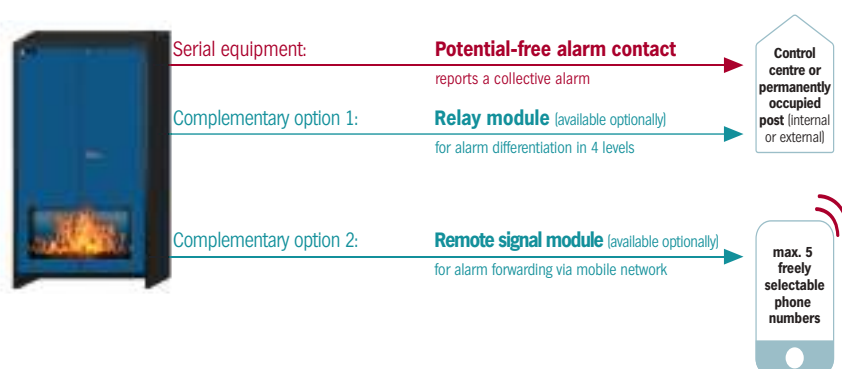 Serial equipment: Potential-free alarm contact
reports a collective alarm
Complementary option 1: Relay module (available optionally)
for alarm differentiation in 4 levels
Control
centre or
permanently
occupied
post (internal
or external)
Complementary option 2: Remote signal module (available optionally)
for alarm forwarding via mobile network
max. 5
freely
selectable
phone
numbers